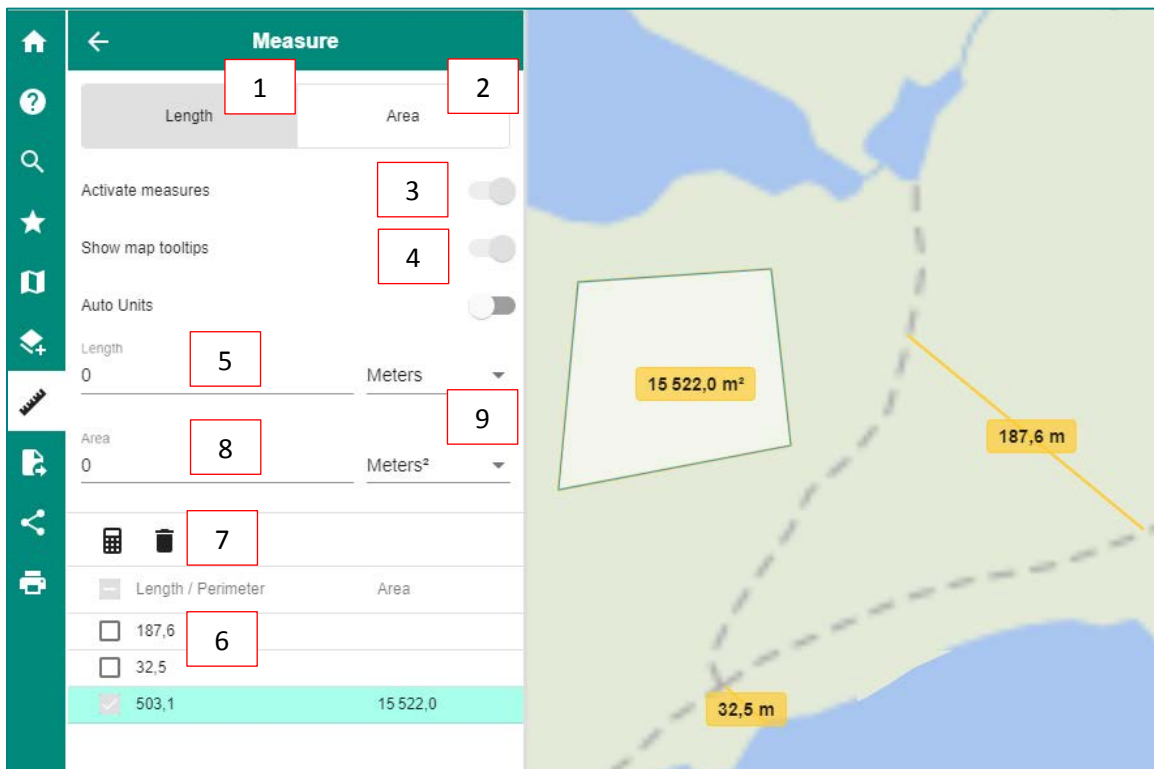 Measure
1
2
Length
Area
Activate measures
3
Show map tooltips
4
Auto Units
Length
5
0
Meters
9
Area
8
0
Meters²
7
Length / Perimeter
Area
187,6
6
32,5
503,1
15 522,0
15 522,0 m²
187,6 m
32,5 m